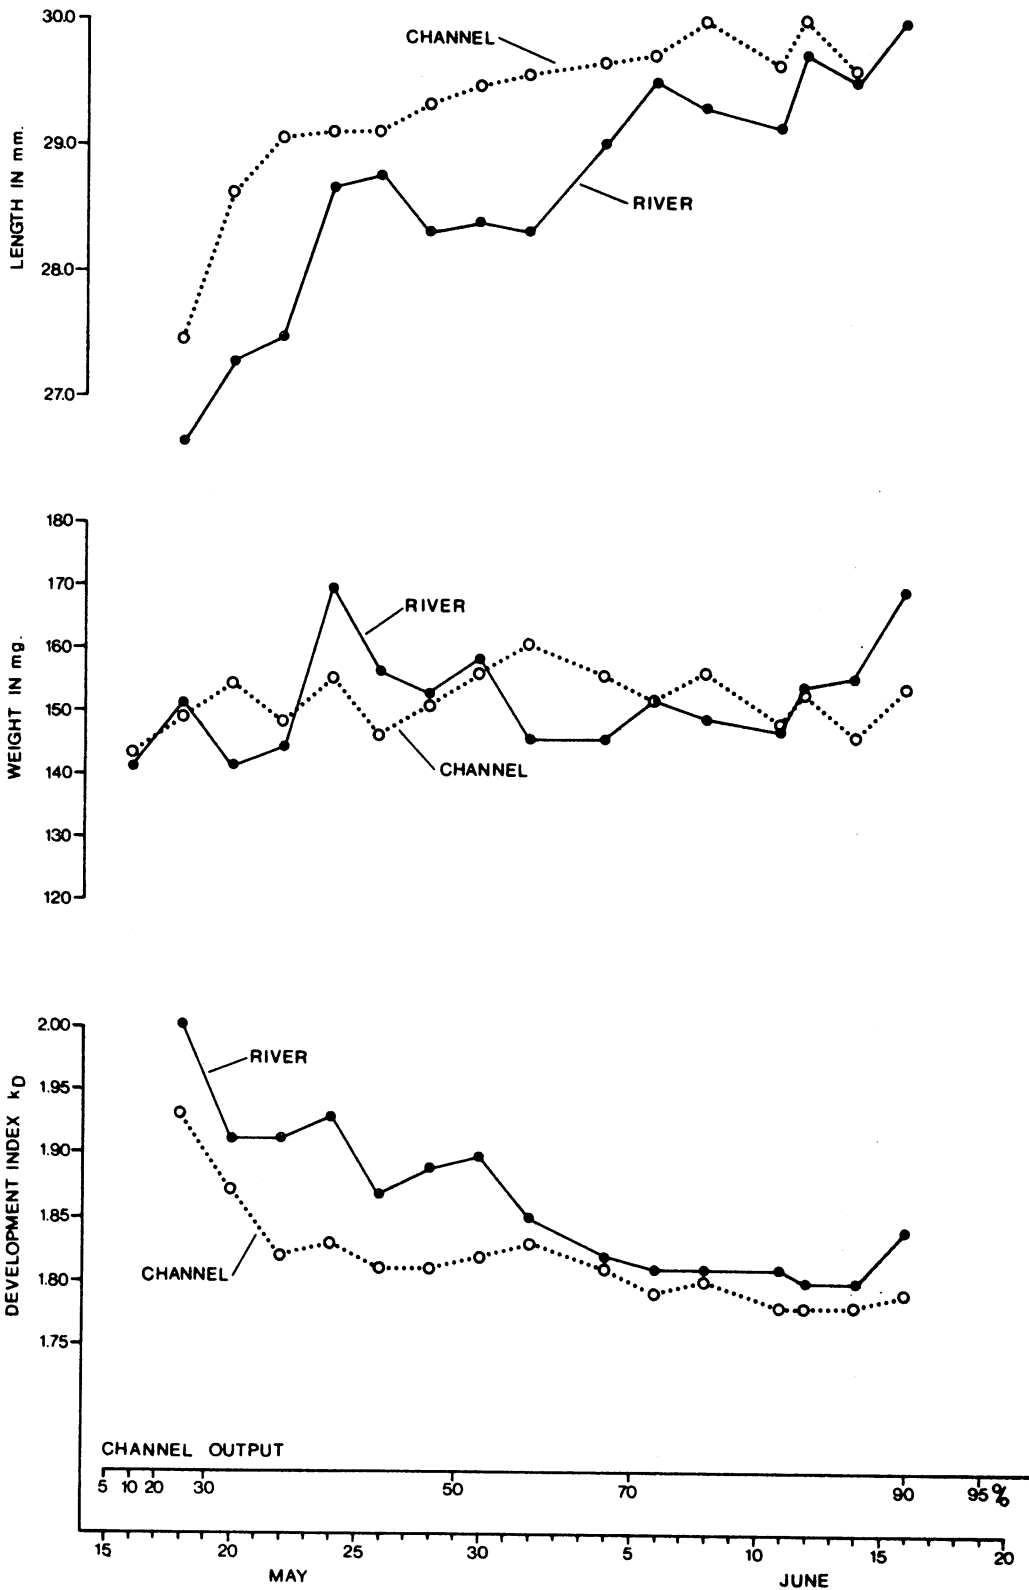 30.0
CHANNEL
29.0
RIVER
28.0
27.0
LENGTH IN mm.
180
170
RIVER
160
150
CHANNEL
140
130
120
WEIGHT IN mg.
2.00
RIVER
1.95
1.90
1.85
CHANNEL
1.80
1.75
DEVELOPMENT INDEX kD
CHANNEL OUTPUT
5 10 20 30 50 70 90 95%
15 20 25 30 5 10 15 20
MAY JUNE